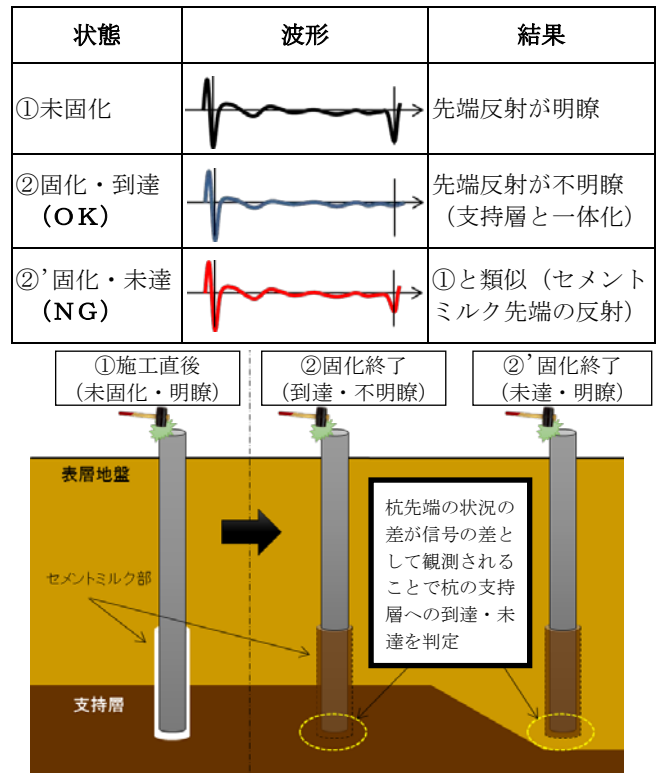 状態
波形
結果
①未固化
先端反射が明瞭
②固化・到達
(OK)
先端反射が不明瞭
(支持層と一体化)
②’固化・未達
(NG)
①と類似(セメント
ミルク先端の反射)
①施工直後
(未固化・明瞭)
②固化終了
(到達・不明瞭)
②’固化終了
(未達・明瞭)
表層地盤
杭先端の状況の
差が信号の差と
して観測される
ことで杭の支持
層への到達・未
達を判定
セメントミルク部
支持層